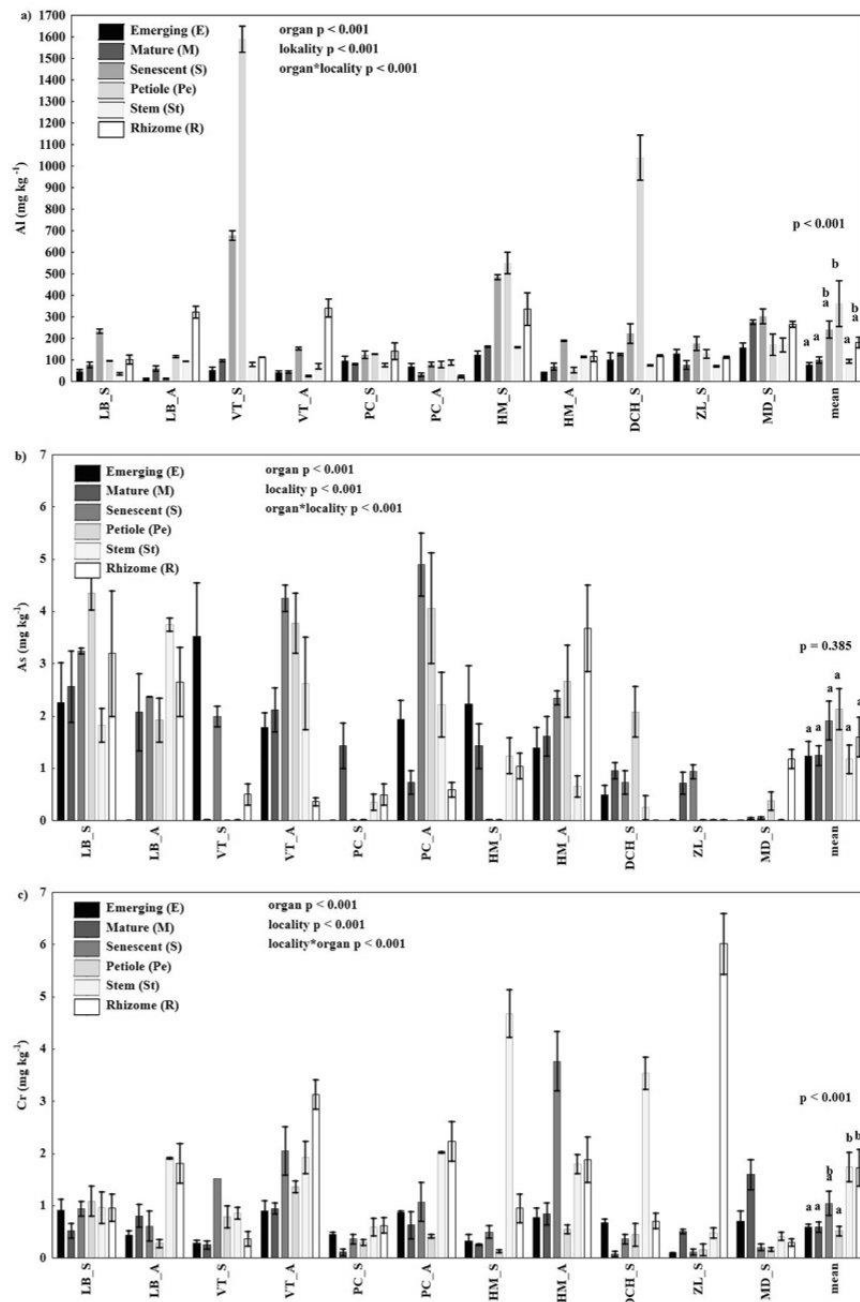 a)
1700
1600
1500
1400
1300
1200
1100
1000
900
800
700
600
500
400
300
200
100
0
Al (mg kg-1)
Emerging (E)
Mature (M)
Senescent (S)
Petiole (Pe)
Stem (St)
Rhizome (R)
organ p < 0.001
lokality p < 0.001
organ*locality p < 0.001
p < 0.001
a a b a b a b a
LB_S LB_A VT_S VT_A PC_S PC_A HM_S HM_A DCH_S ZL_S MD_S mean
b)
7
6
5
4
3
2
1
0
As (mg kg-1)
Emerging (E)
Mature (M)
Senescent (S)
Petiole (Pe)
Stem (St)
Rhizome (R)
organ p < 0.001
locality p < 0.001
organ*locality p < 0.001
p = 0.385
a a a a a a
LB_S LB_A VT_S VT_A PC_S PC_A HM_S HM_A DCH_S ZL_S MD_S mean
c)
7
6
5
4
3
2
1
0
Cr (mg kg-1)
Emerging (E)
Mature (M)
Senescent (S)
Petiole (Pe)
Stem (St)
Rhizome (R)
organ p < 0.001
locality p < 0.001
locality*organ p < 0.001
p < 0.001
a a a b b
LB_S LB_A VT_S VT_A PC_S PC_A HM_S HM_A DCH_S ZL_S MD_S mean